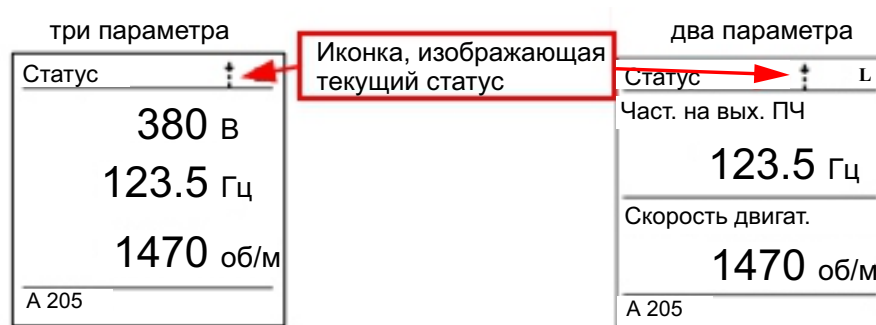 три параметра
Статус
380 В
123.5 Гц
1470 об/м
А 205
Иконка, изображающая
текущий статус
два параметра
Статус L
Част. на вых. ПЧ
123.5 Гц
Скорость двигат.
1470 об/м
А 205